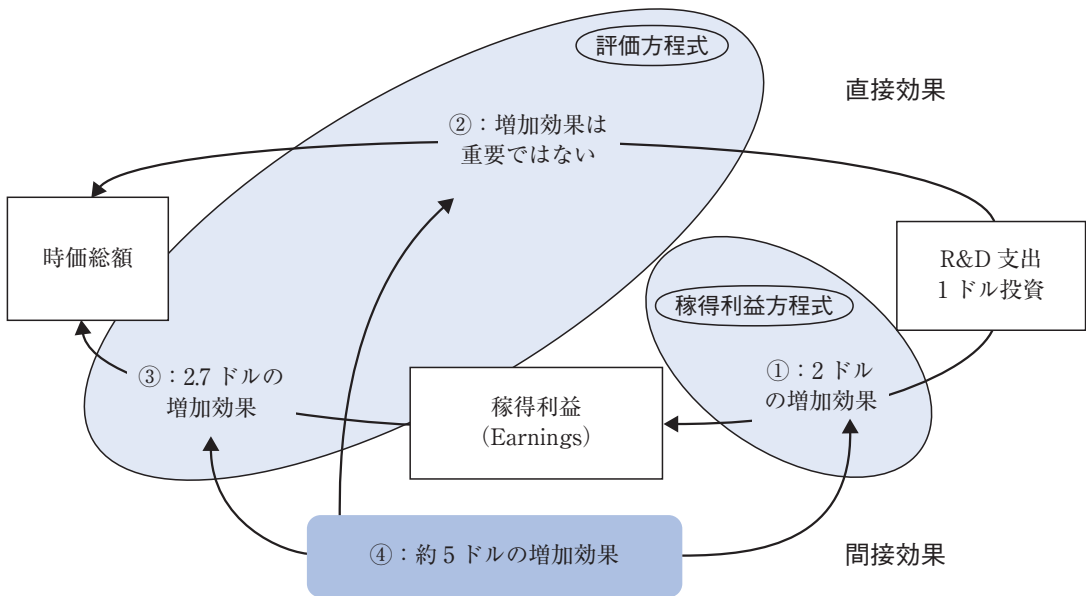 評価方程式
直接効果
②：増加効果は
重要ではない
時価総額
R&D 支出
1 ドル投資
稼得利益方程式
③：2.7 ドルの
増加効果
稼得利益
(Earnings)
①：2 ドル
の増加効果
④：約 5 ドルの増加効果
間接効果